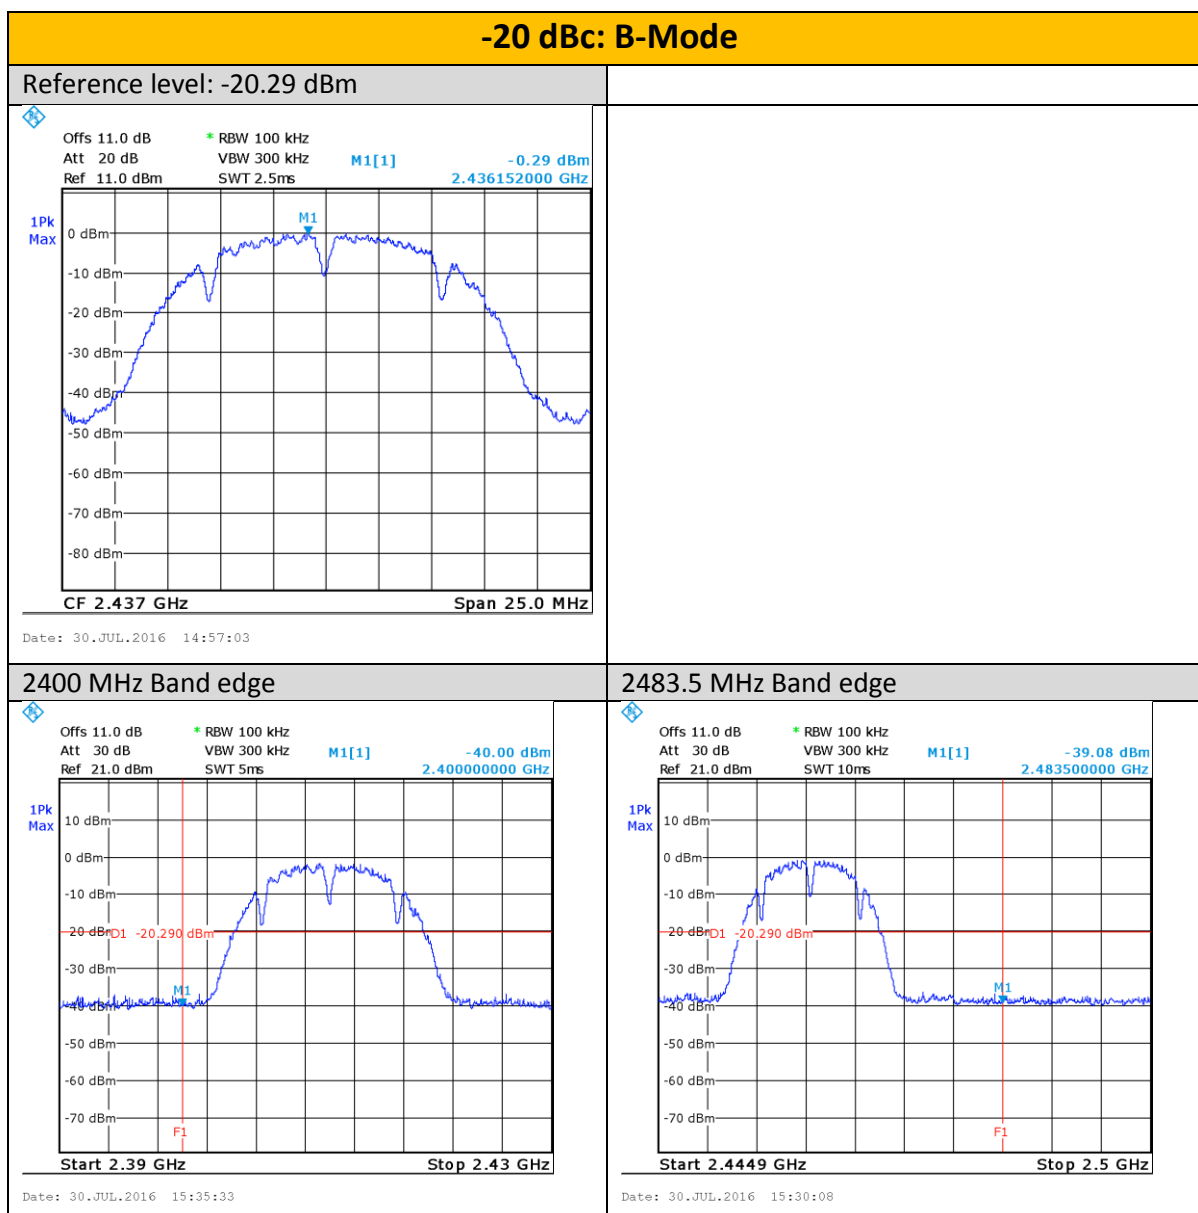 -20 dBc: B-Mode
Reference level: -20.29 dBm
Offs 11.0 dB * RBW 100 kHz
Att 20 dB VBW 300 kHz M1[1] -0.29 dBm
Ref 11.0 dBm SWT 2.5ms 2.436152000 GHz
1Pk
Max
M1
0 dBm
-10 dBm
-20 dBm
-30 dBm
-40 dBm
-50 dBm
-60 dBm
-70 dBm
-80 dBm
CF 2.437 GHz Span 25.0 MHz
Date: 30.JUL.2016 14:57:03
2400 MHz Band edge
Offs 11.0 dB * RBW 100 kHz
Att 30 dB VBW 300 kHz M1[1] -40.00 dBm
Ref 21.0 dBm SWT 5ms 2.400000000 GHz
1Pk
Max
10 dBm
0 dBm
-10 dBm
-20 dBm D1 -20.290 dBm
-30 dBm
M1
-40 dBm
-50 dBm
-60 dBm
-70 dBm
F1
Start 2.39 GHz Stop 2.43 GHz
Date: 30.JUL.2016 15:35:33
2483.5 MHz Band edge
Offs 11.0 dB * RBW 100 kHz
Att 30 dB VBW 300 kHz M1[1] -39.08 dBm
Ref 21.0 dBm SWT 10ms 2.483500000 GHz
1Pk
Max
10 dBm
0 dBm
-10 dBm
-20 dBm D1 -20.290 dBm
-30 dBm
M1
-40 dBm
-50 dBm
-60 dBm
-70 dBm
F1
Start 2.4449 GHz Stop 2.5 GHz
Date: 30.JUL.2016 15:30:08